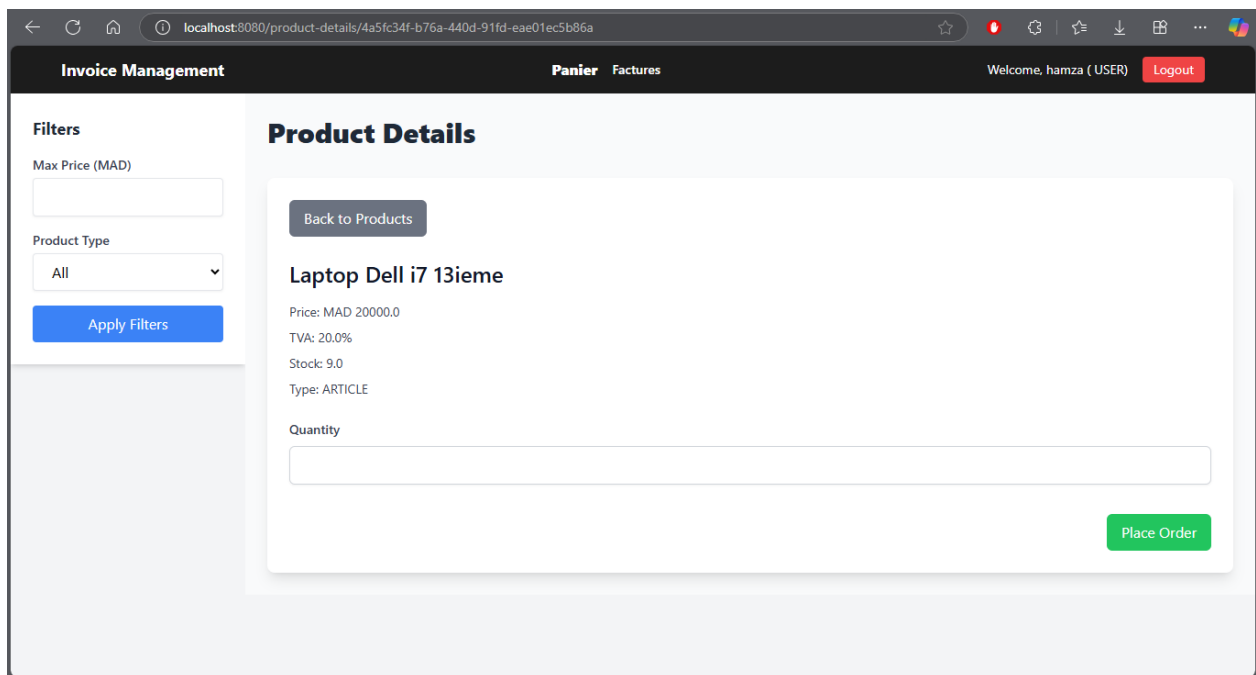 localhost:8080/product-details/4a5fc34f-b76a-440d-91fd-eae01ec5b86a
Invoice Management
Panier Factures
Welcome, hamza ( USER) Logout
Filters
Max Price (MAD)
Product Type
All
Apply Filters
Product Details
Back to Products
Laptop Dell i7 13ieme
Price: MAD 20000.0
TVA: 20.0%
Stock: 9.0
Type: ARTICLE
Quantity
Place Order